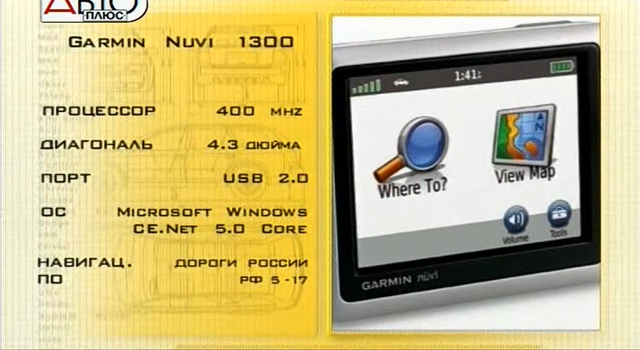 АВТО
ПЛЮС
GARMIN NUVI 1300
ПРОЦЕССОР 400 MHZ
ДИАГОНАЛЬ 4.3 ДЮЙМА
ПОРТ USB 2.0
ОС MICROSOFT WINDOWS
CE.NET 5.0 CORE
НАВИГАЦ. ДОРОГИ РОССИИ
ПО РФ 5-17
1:41
Where To?
View Map
Volume
Tools
GARMIN nüvi